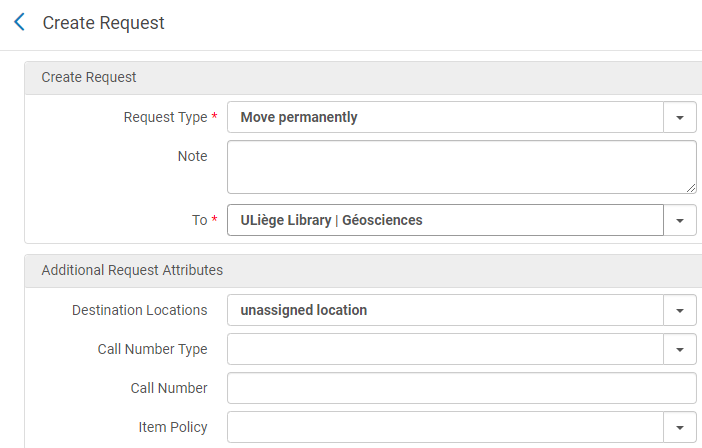 Create Request
Create Request
Request Type * Move permanently
Note
To * ULiège Library | Géosciences
Additional Request Attributes
Destination Locations unassigned location
Call Number Type
Call Number
Item Policy